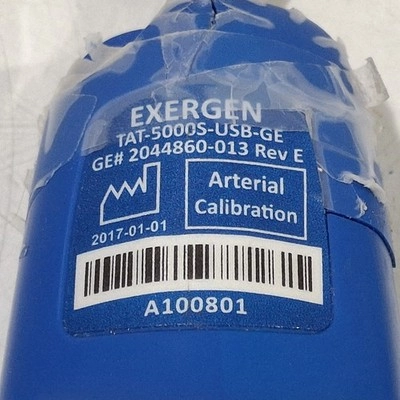 EXERGEN
TAT-5000S-USB-GE
GE# 2044860-013 Rev E
Arterial
Calibration
2017-01-01
A100801